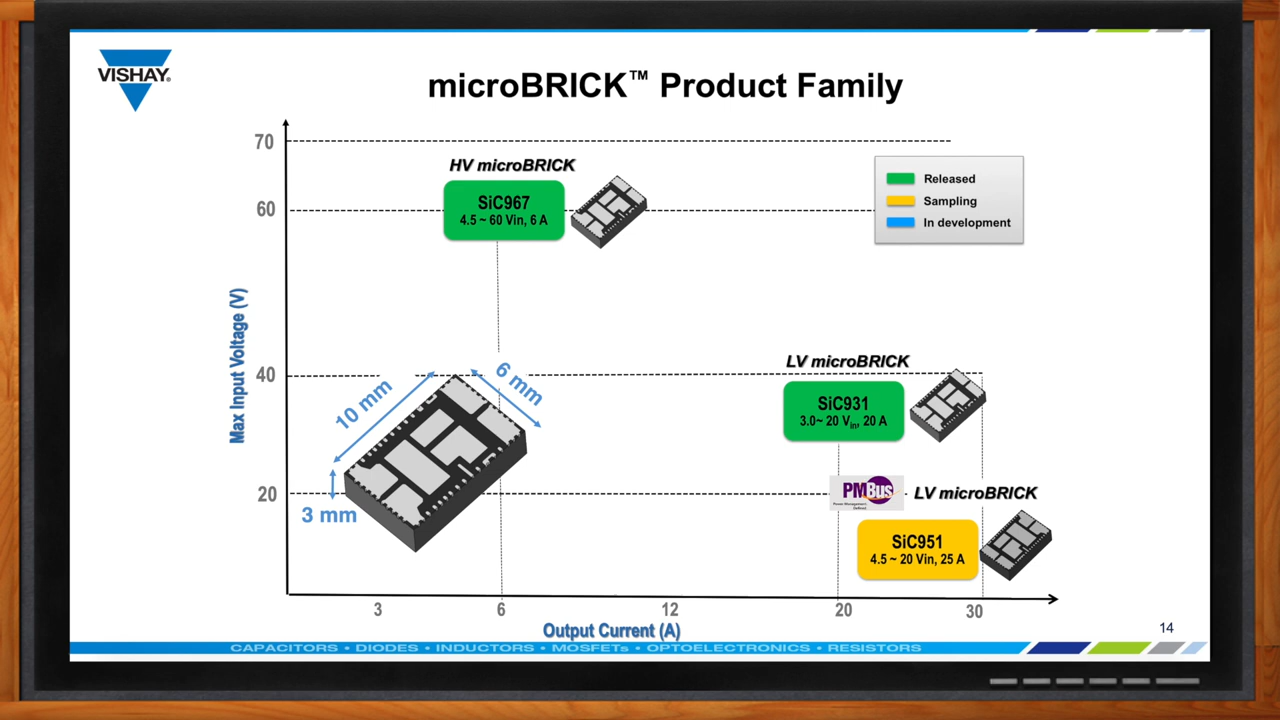 VISHAY®
microBRICK™ Product Family
70
HV microBRICK
SiC967
4.5 ~ 60 Vin, 6 A
60
Released
Sampling
In development
Max Input Voltage (V)
40
10 mm
6 mm
3 mm
LV microBRICK
SiC931
3.0~ 20 Vin, 20 A
20
PMBus
LV microBRICK
SiC951
4.5 ~ 20 Vin, 25 A
3
6
12
20
30
Output Current (A)
14
CAPACITORS • DIODES • INDUCTORS • MOSFETs • OPTOELECTRONICS • RESISTORS